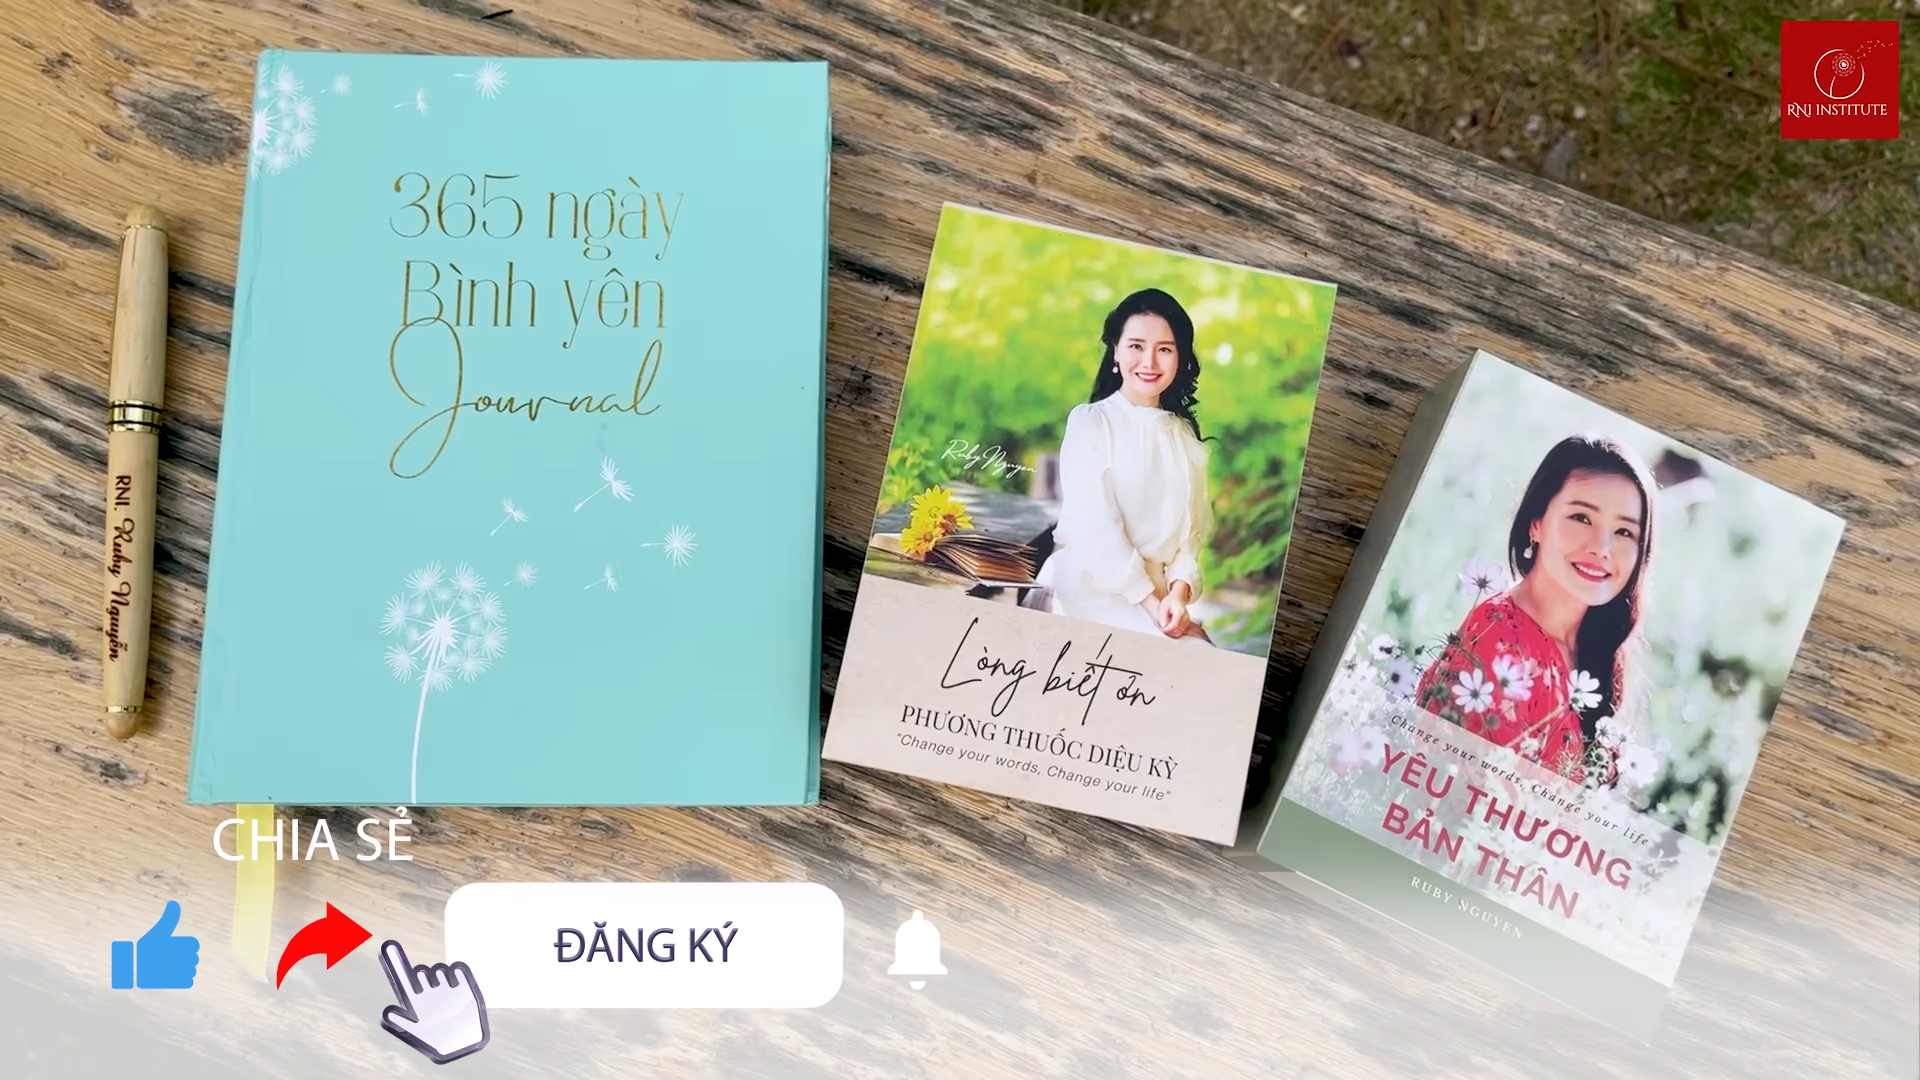 RNI INSTITUTE
365 ngày
Bình yên
Journal
RNI. Ruby Nguyễn
Ruby Nguyen
Lòng biết ơn
PHƯƠNG THUỐC DIỆU KỲ
"Change your words, Change your life"
Change your words, Change your life
YÊU THƯƠNG
BẢN THÂN
RUBY NGUYEN
CHIA SẺ
ĐĂNG KÝ